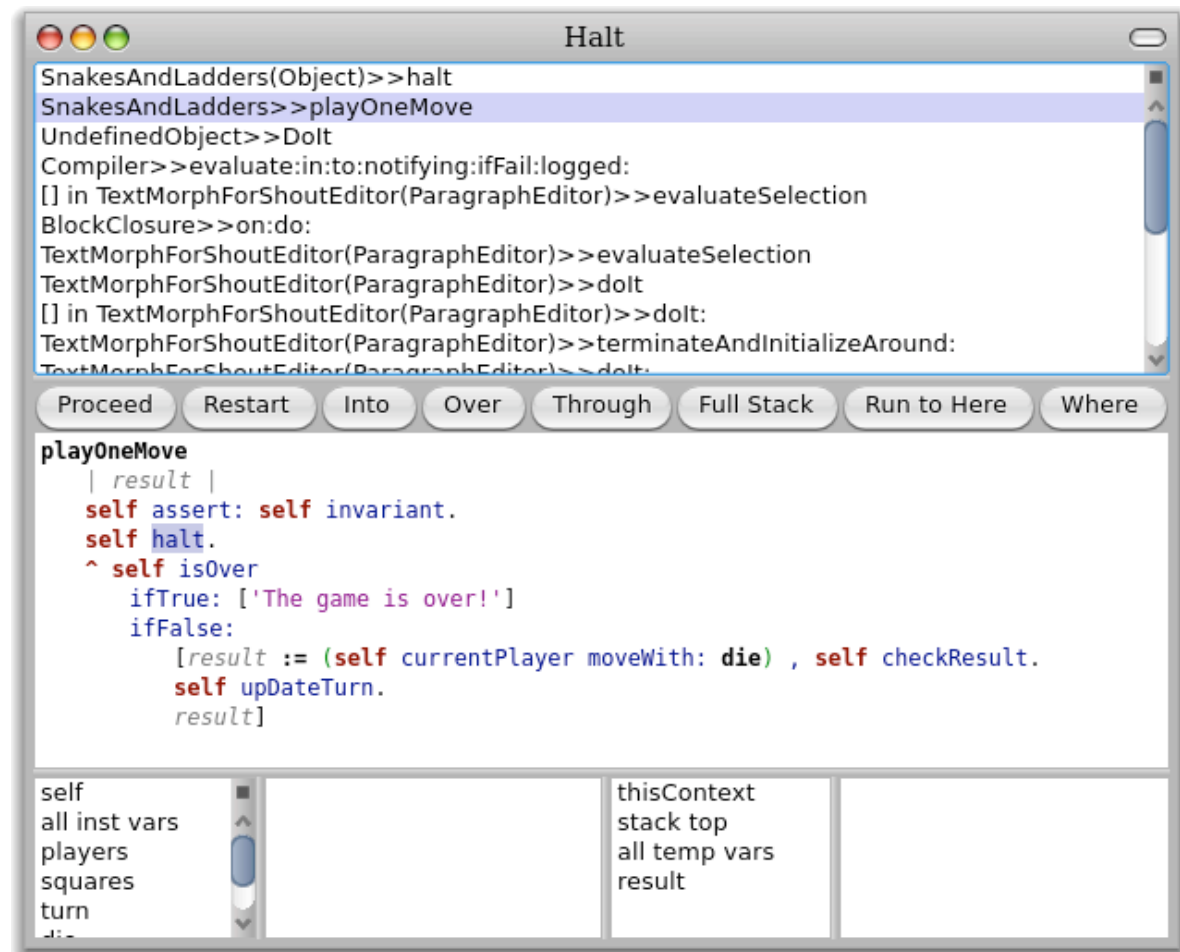 Halt
SnakesAndLadders(Object)>>halt
SnakesAndLadders>>playOneMove
UndefinedObject>>DoIt
Compiler>>evaluate:in:to:notifying:ifFail:logged:
[] in TextMorphForShoutEditor(ParagraphEditor)>>evaluateSelection
BlockClosure>>on:do:
TextMorphForShoutEditor(ParagraphEditor)>>evaluateSelection
TextMorphForShoutEditor(ParagraphEditor)>>doIt
[] in TextMorphForShoutEditor(ParagraphEditor)>>doIt:
TextMorphForShoutEditor(ParagraphEditor)>>terminateAndInitializeAround:
TextMorphForShoutEditor(ParagraphEditor)>>doIt:
Proceed Restart Into Over Through Full Stack Run to Here Where
playOneMove
| result |
self assert: self invariant.
self halt.
^ self isOver
ifTrue: ['The game is over!']
ifFalse:
[result := (self currentPlayer moveWith: die) , self checkResult.
self upDateTurn.
result]
self
all inst vars
players
squares
turn
die
thisContext
stack top
all temp vars
result